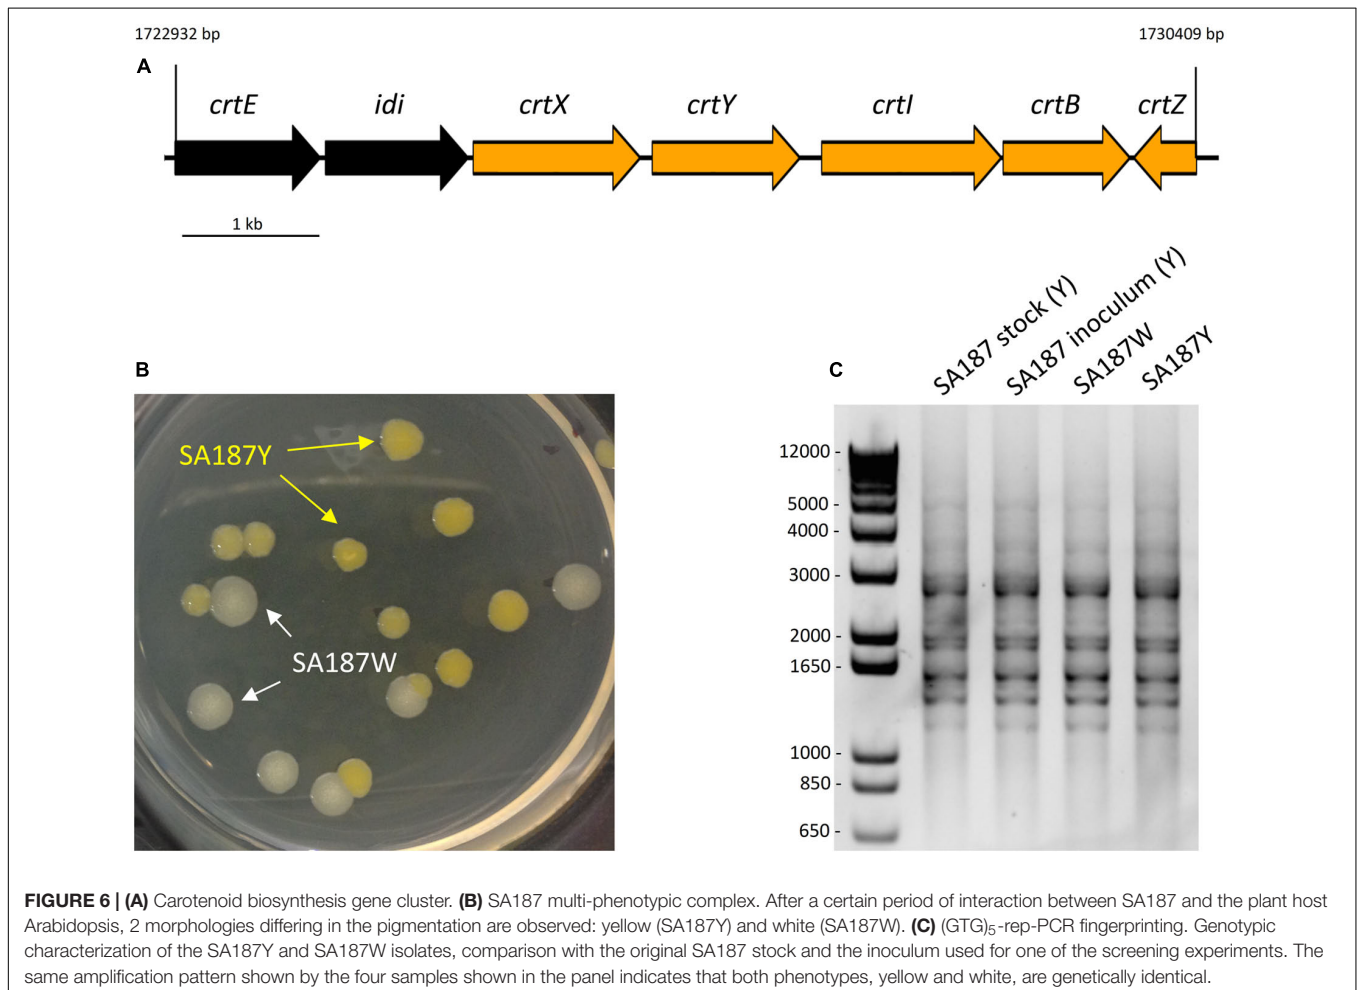 1722932 bp
1730409 bp
A
crtE idi crtX crtY crtI crtB crtZ
1 kb
B
SA187Y
SA187W
C
SA187 stock (Y)
SA187 inoculum (Y)
SA187W
SA187Y
12000 -
5000 -
4000 -
3000 -
2000 -
1650 -
1000 -
850 -
650 -
FIGURE 6 | (A) Carotenoid biosynthesis gene cluster. (B) SA187 multi-phenotypic complex. After a certain period of interaction between SA187 and the plant host
Arabidopsis, 2 morphologies differing in the pigmentation are observed: yellow (SA187Y) and white (SA187W). (C) (GTG)5-rep-PCR fingerprinting. Genotypic
characterization of the SA187Y and SA187W isolates, comparison with the original SA187 stock and the inoculum used for one of the screening experiments. The
same amplification pattern shown by the four samples shown in the panel indicates that both phenotypes, yellow and white, are genetically identical.